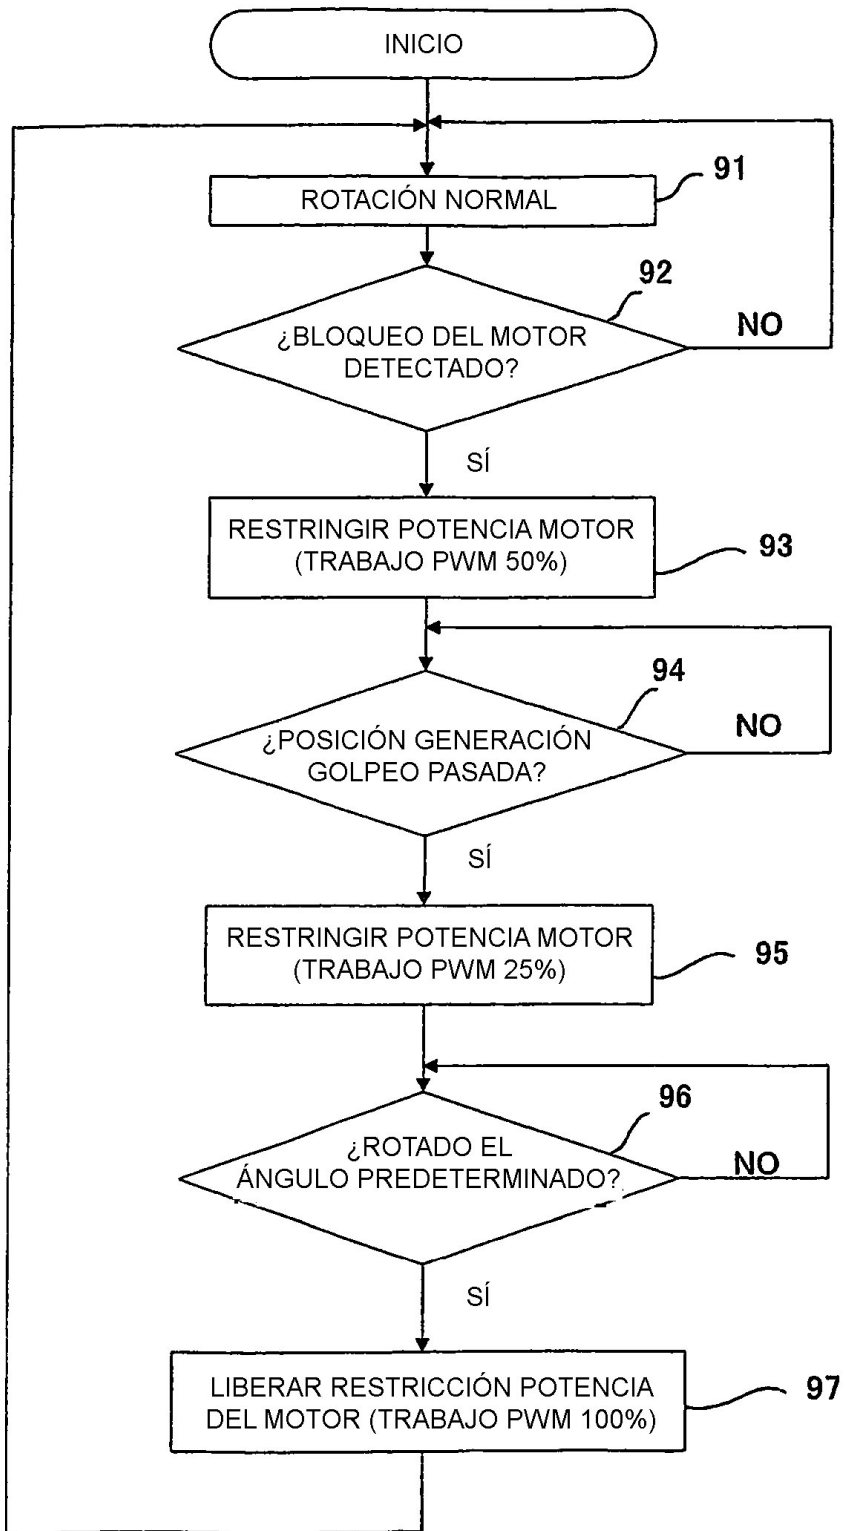 INICIO
91
ROTACIÓN NORMAL
92
¿BLOQUEO DEL MOTOR
DETECTADO?
NO
SÍ
RESTRINGIR POTENCIA MOTOR
(TRABAJO PWM 50%)
93
94
¿POSICIÓN GENERACIÓN
GOLPEO PASADA?
NO
SÍ
RESTRINGIR POTENCIA MOTOR
(TRABAJO PWM 25%)
95
96
¿ROTADO EL
ÁNGULO PREDETERMINADO?
NO
SÍ
LIBERAR RESTRICCIÓN POTENCIA
DEL MOTOR (TRABAJO PWM 100%)
97